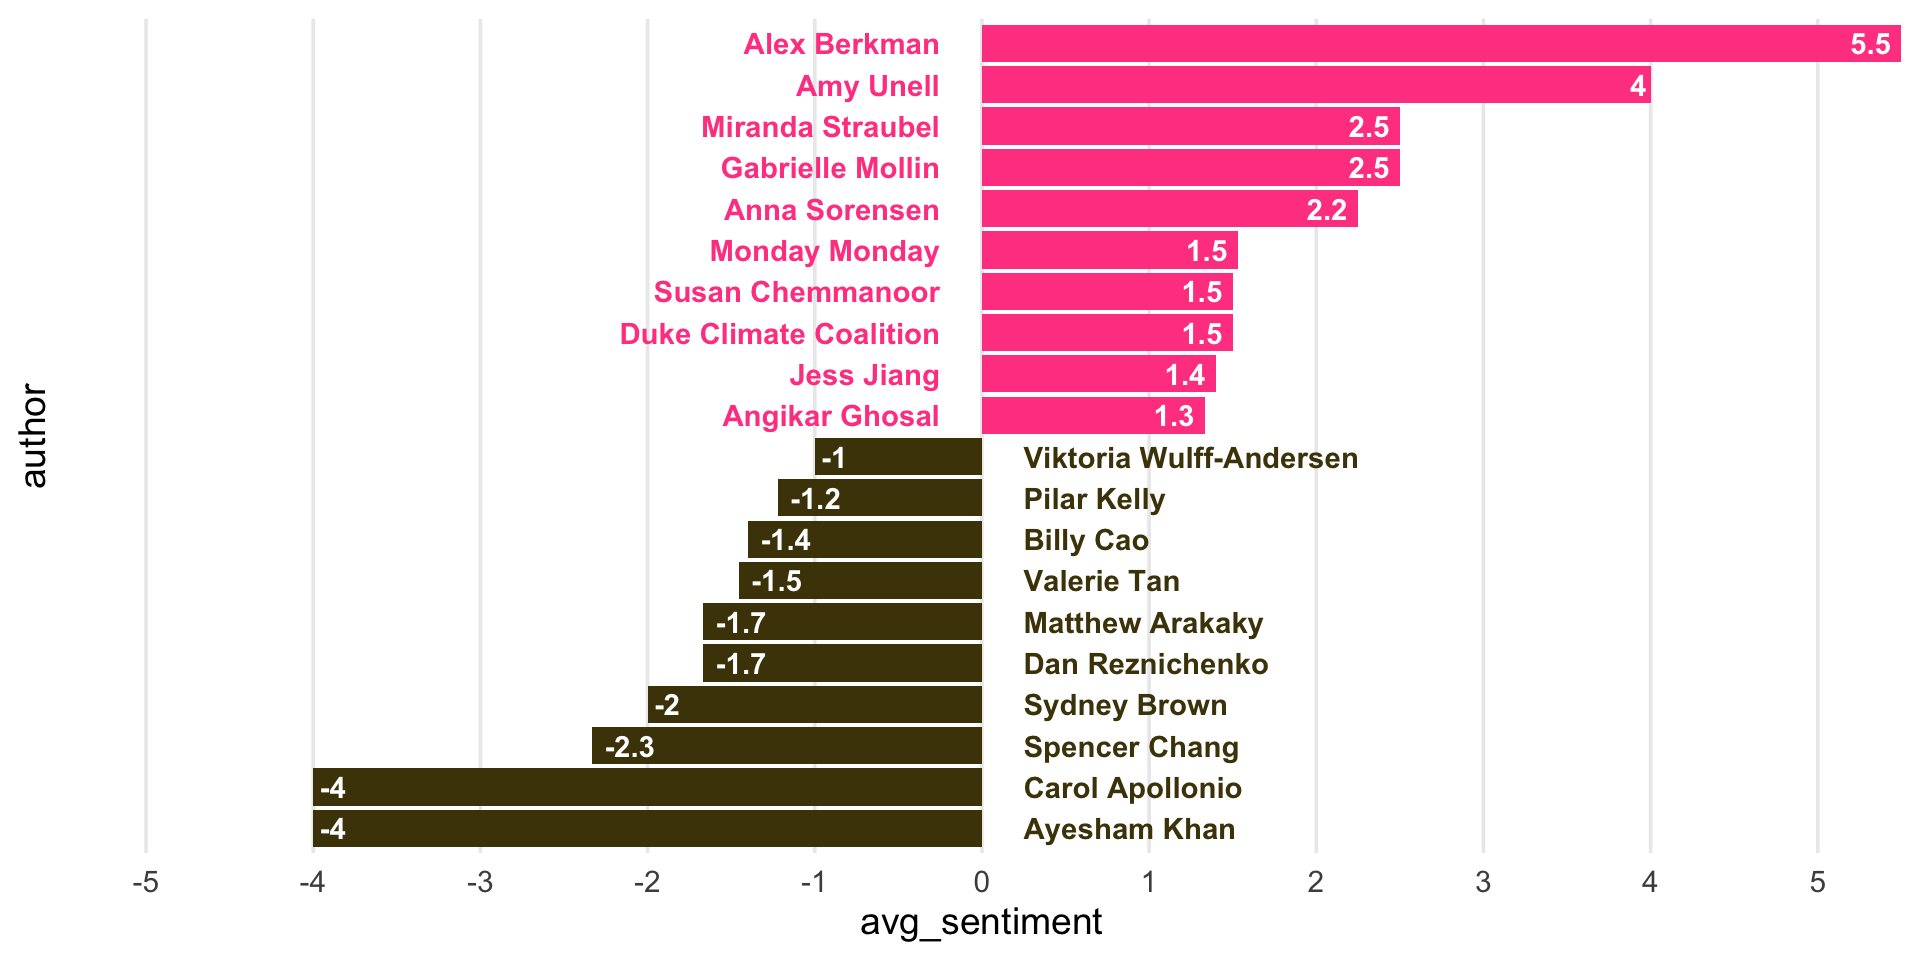 Alex Berkman 5.5
Amy Unell 4
Miranda Straubel 2.5
Gabrielle Mollin 2.5
Anna Sorensen 2.2
Monday Monday 1.5
Susan Chemmanoor 1.5
Duke Climate Coalition 1.5
Jess Jiang 1.4
Angikar Ghosal 1.3
-1 Viktoria Wulff-Andersen
-1.2 Pilar Kelly
-1.4 Billy Cao
-1.5 Valerie Tan
-1.7 Matthew Arakaky
-1.7 Dan Reznichenko
-2 Sydney Brown
-2.3 Spencer Chang
-4 Carol Apollonio
-4 Ayesham Khan
author
-5 -4 -3 -2 -1 0 1 2 3 4 5
avg_sentiment